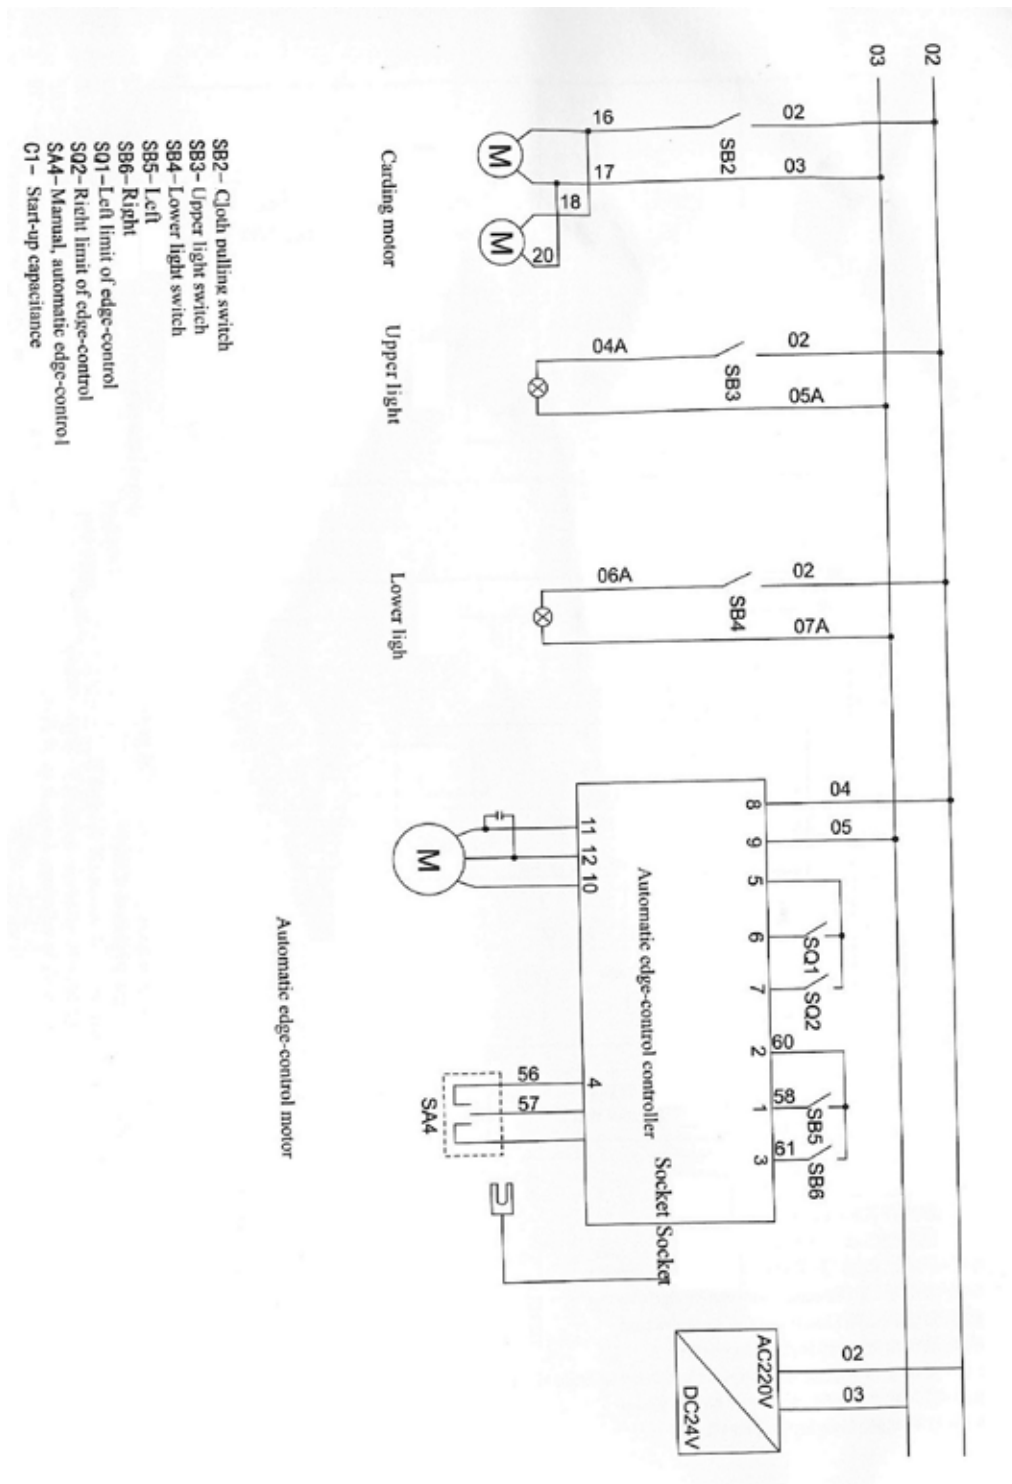 02
03
02
02
02
04
05
02
03
SB2
SB3
SB4
03
05A
07A
16
17
18
20
04A
06A
M
M
8
9
5
6
7
2
1
3
SQ1
SQ2
60
58
61
SB5
SB6
AC220V
DC24V
Automatic edge-control controller
Socket Socket
11
12
10
4
M
56
57
SA4
Carding motor
Upper light
Lower ligh
Automatic edge-control motor
SB2- Cloth pulling switch
SB3- Upper light switch
SB4-Lower light switch
SB5-Left
SB6-Right
SQ1-Left limit of edge-control
SQ2-Right limit of edge-control
SA4-Manual, automatic edge-control
C1- Start-up capacitance